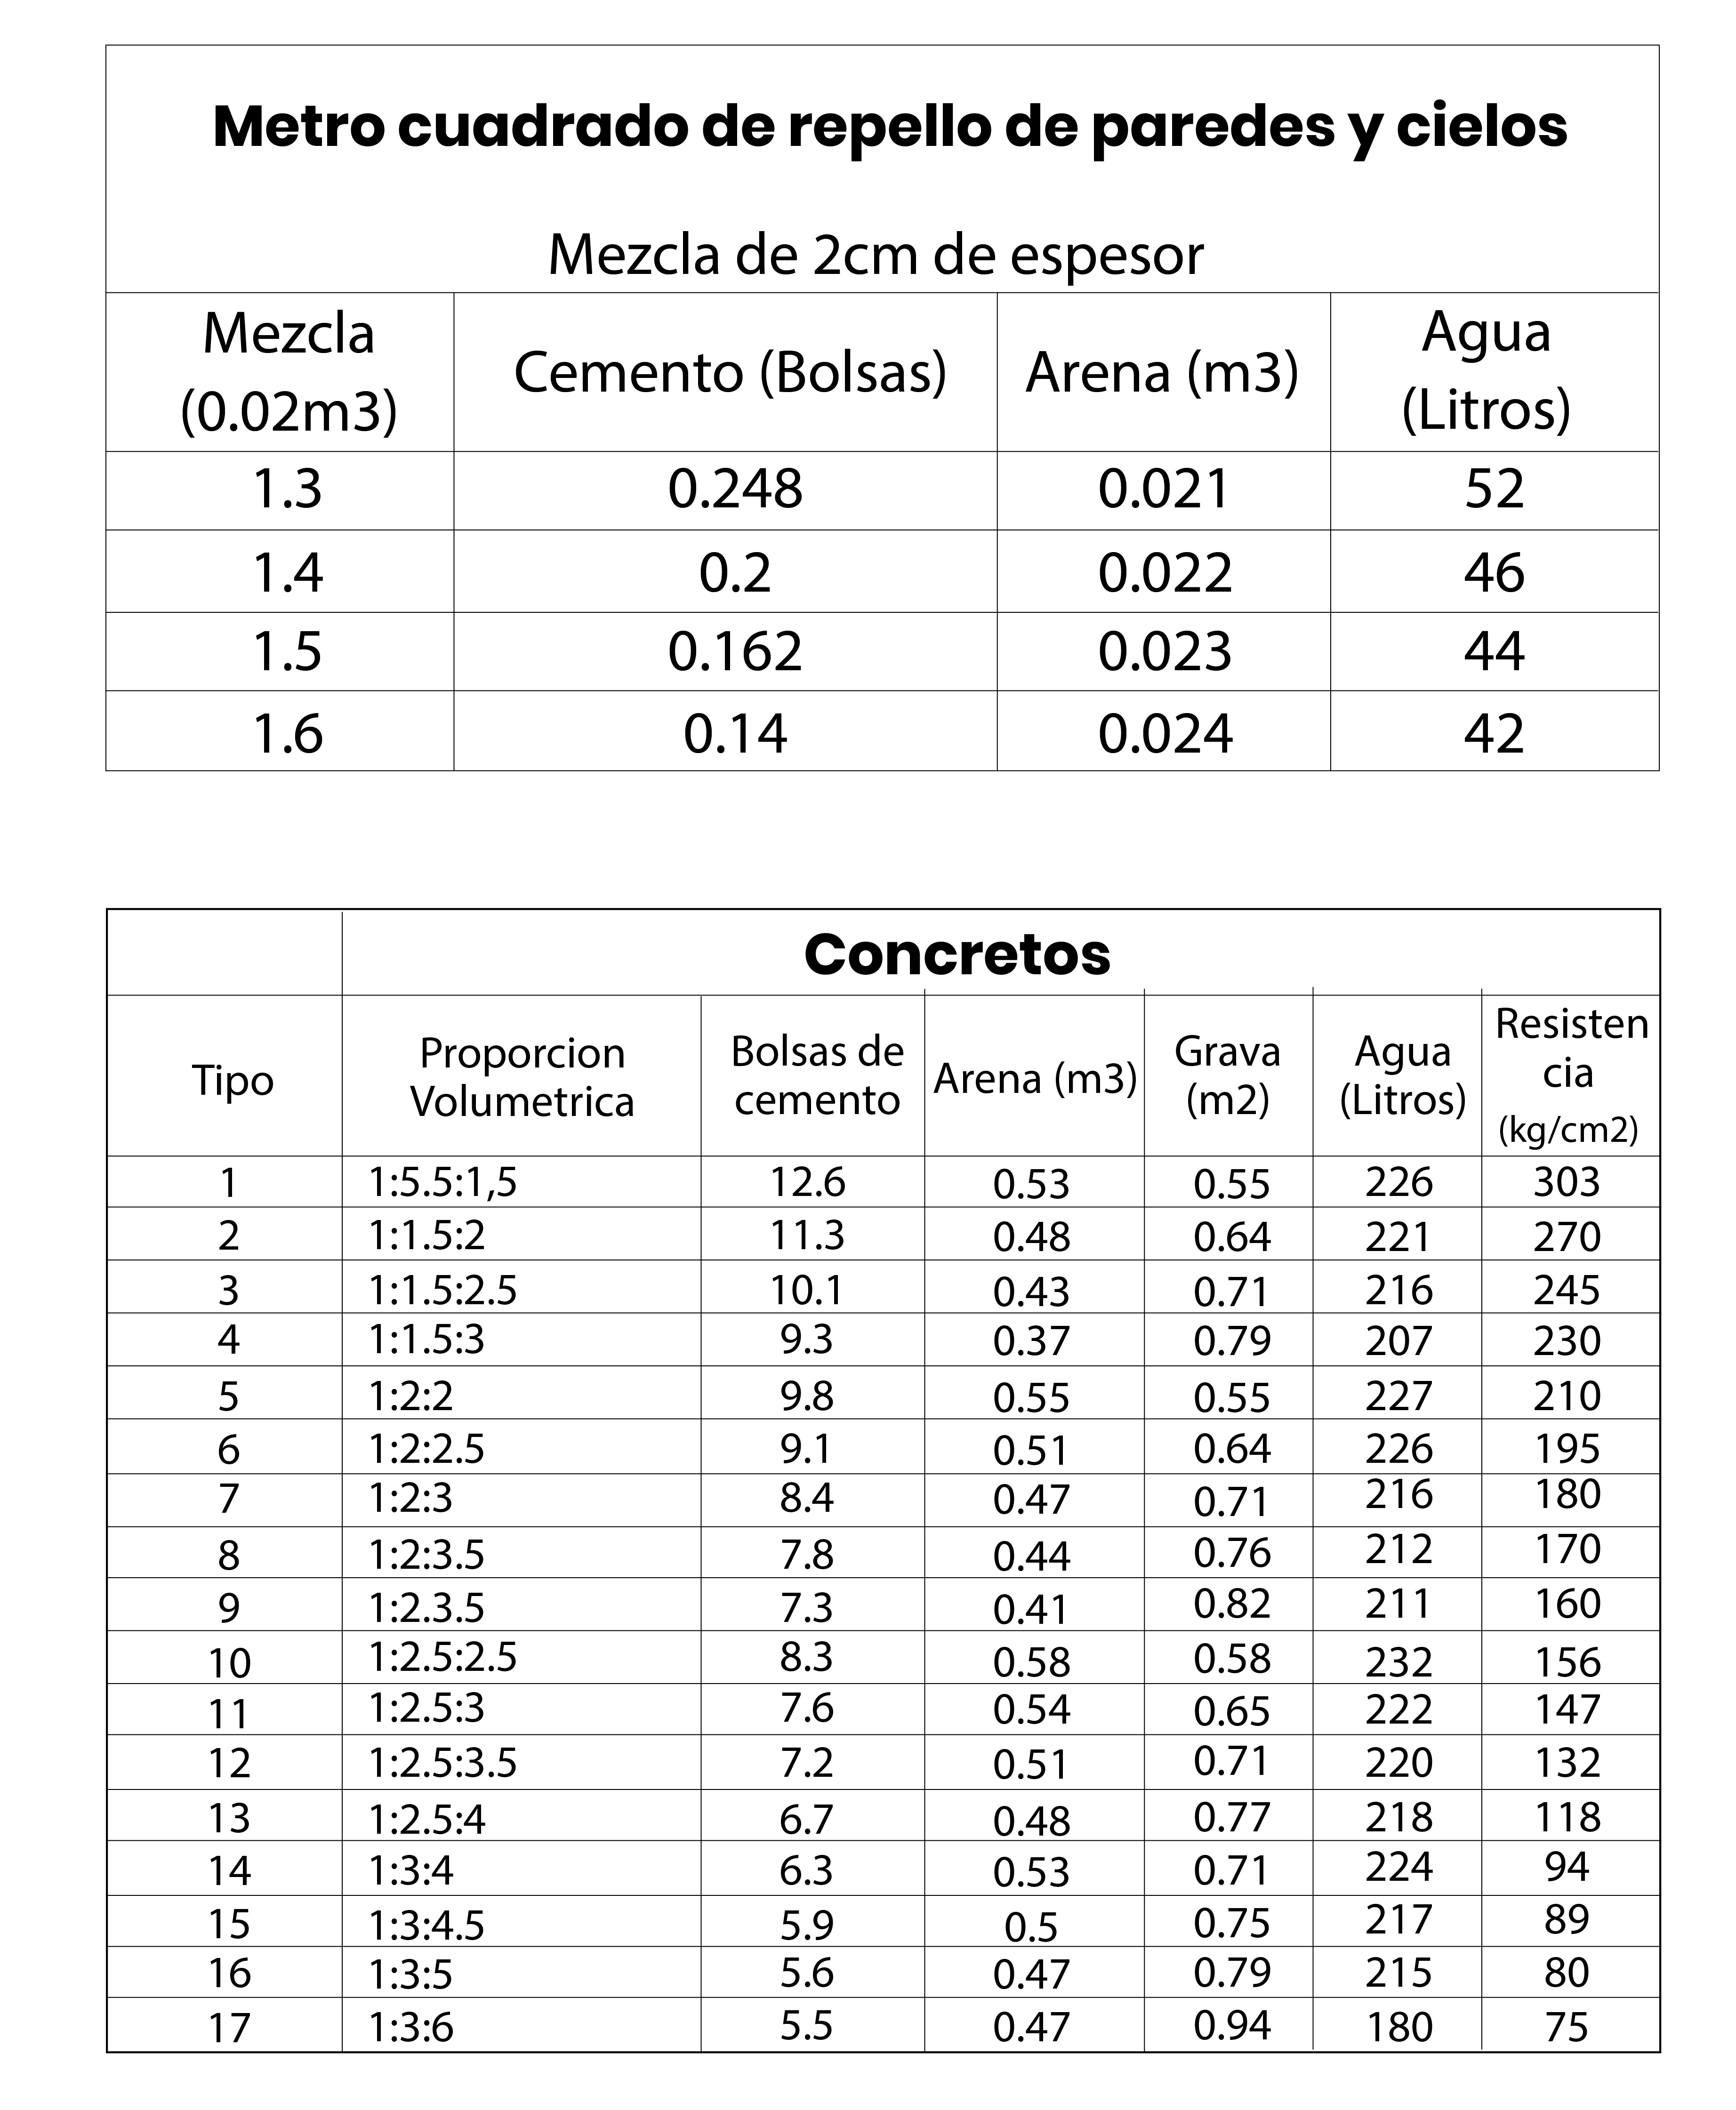 Metro cuadrado de repello de paredes y cielos
Mezcla de 2cm de espesor
Mezcla (0.02m3) Cemento (Bolsas) Arena (m3) Agua (Litros)
1.3 0.248 0.021 52
1.4 0.2 0.022 46
1.5 0.162 0.023 44
1.6 0.14 0.024 42
Concretos
Tipo Proporcion Volumetrica Bolsas de cemento Arena (m3) Grava (m2) Agua (Litros) Resisten cia (kg/cm2)
1 1:5.5:1,5 12.6 0.53 0.55 226 303
2 1:1.5:2 11.3 0.48 0.64 221 270
3 1:1.5:2.5 10.1 0.43 0.71 216 245
4 1:1.5:3 9.3 0.37 0.79 207 230
5 1:2:2 9.8 0.55 0.55 227 210
6 1:2:2.5 9.1 0.51 0.64 226 195
7 1:2:3 8.4 0.47 0.71 216 180
8 1:2:3.5 7.8 0.44 0.76 212 170
9 1:2.3.5 7.3 0.41 0.82 211 160
10 1:2.5:2.5 8.3 0.58 0.58 232 156
11 1:2.5:3 7.6 0.54 0.65 222 147
12 1:2.5:3.5 7.2 0.51 0.71 220 132
13 1:2.5:4 6.7 0.48 0.77 218 118
14 1:3:4 6.3 0.53 0.71 224 94
15 1:3:4.5 5.9 0.5 0.75 217 89
16 1:3:5 5.6 0.47 0.79 215 80
17 1:3:6 5.5 0.47 0.94 180 75